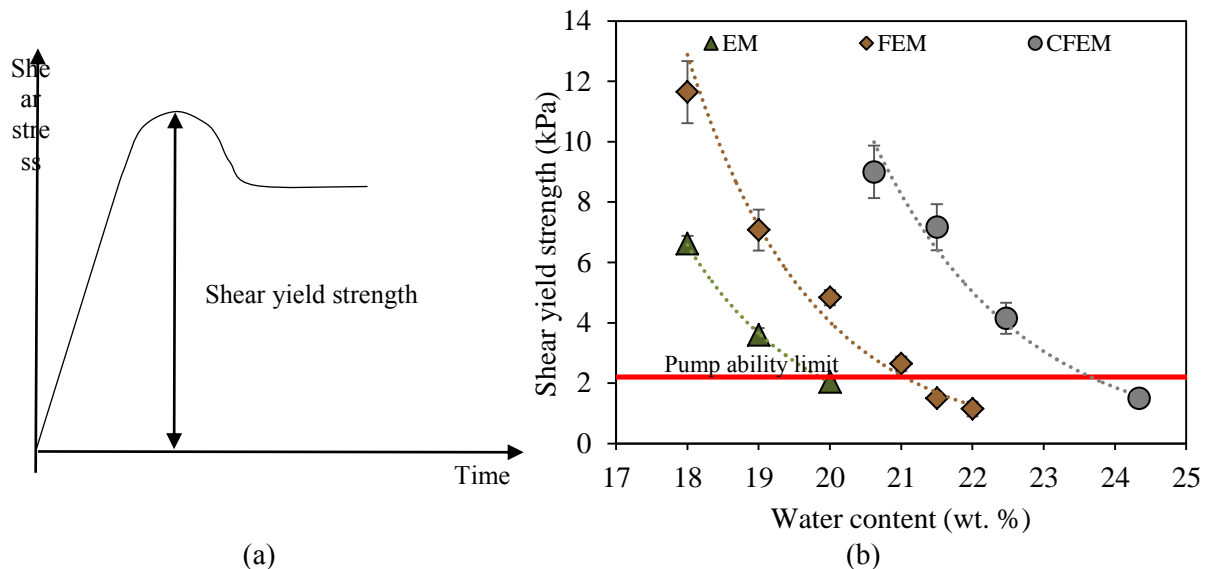 She
ar
stre
ss
Shear yield strength
Time
(a)
EM
FEM
CFEM
Shear yield strength (kPa)
14
12
10
8
6
4
2
0
Pump ability limit
17
18
19
20
21
22
23
24
25
Water content (wt. %)
(b)